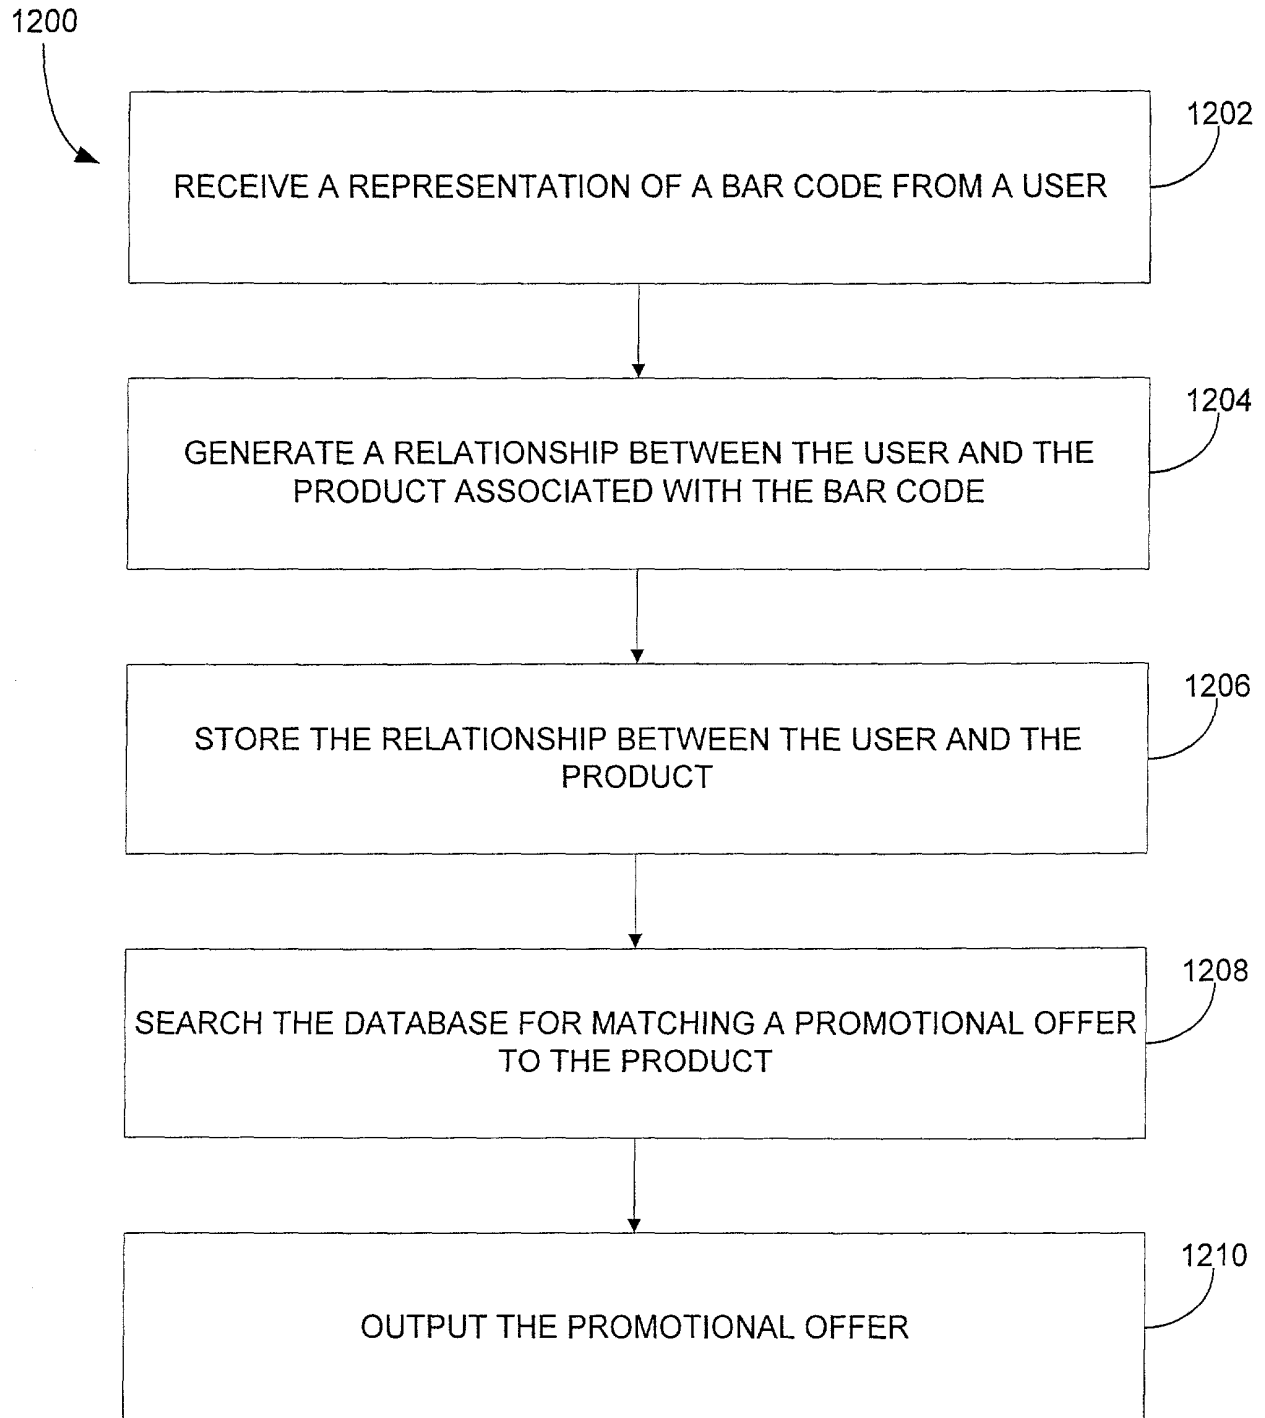 1200
1202
RECEIVE A REPRESENTATION OF A BAR CODE FROM A USER
1204
GENERATE A RELATIONSHIP BETWEEN THE USER AND THE
PRODUCT ASSOCIATED WITH THE BAR CODE
1206
STORE THE RELATIONSHIP BETWEEN THE USER AND THE
PRODUCT
1208
SEARCH THE DATABASE FOR MATCHING A PROMOTIONAL OFFER
TO THE PRODUCT
1210
OUTPUT THE PROMOTIONAL OFFER